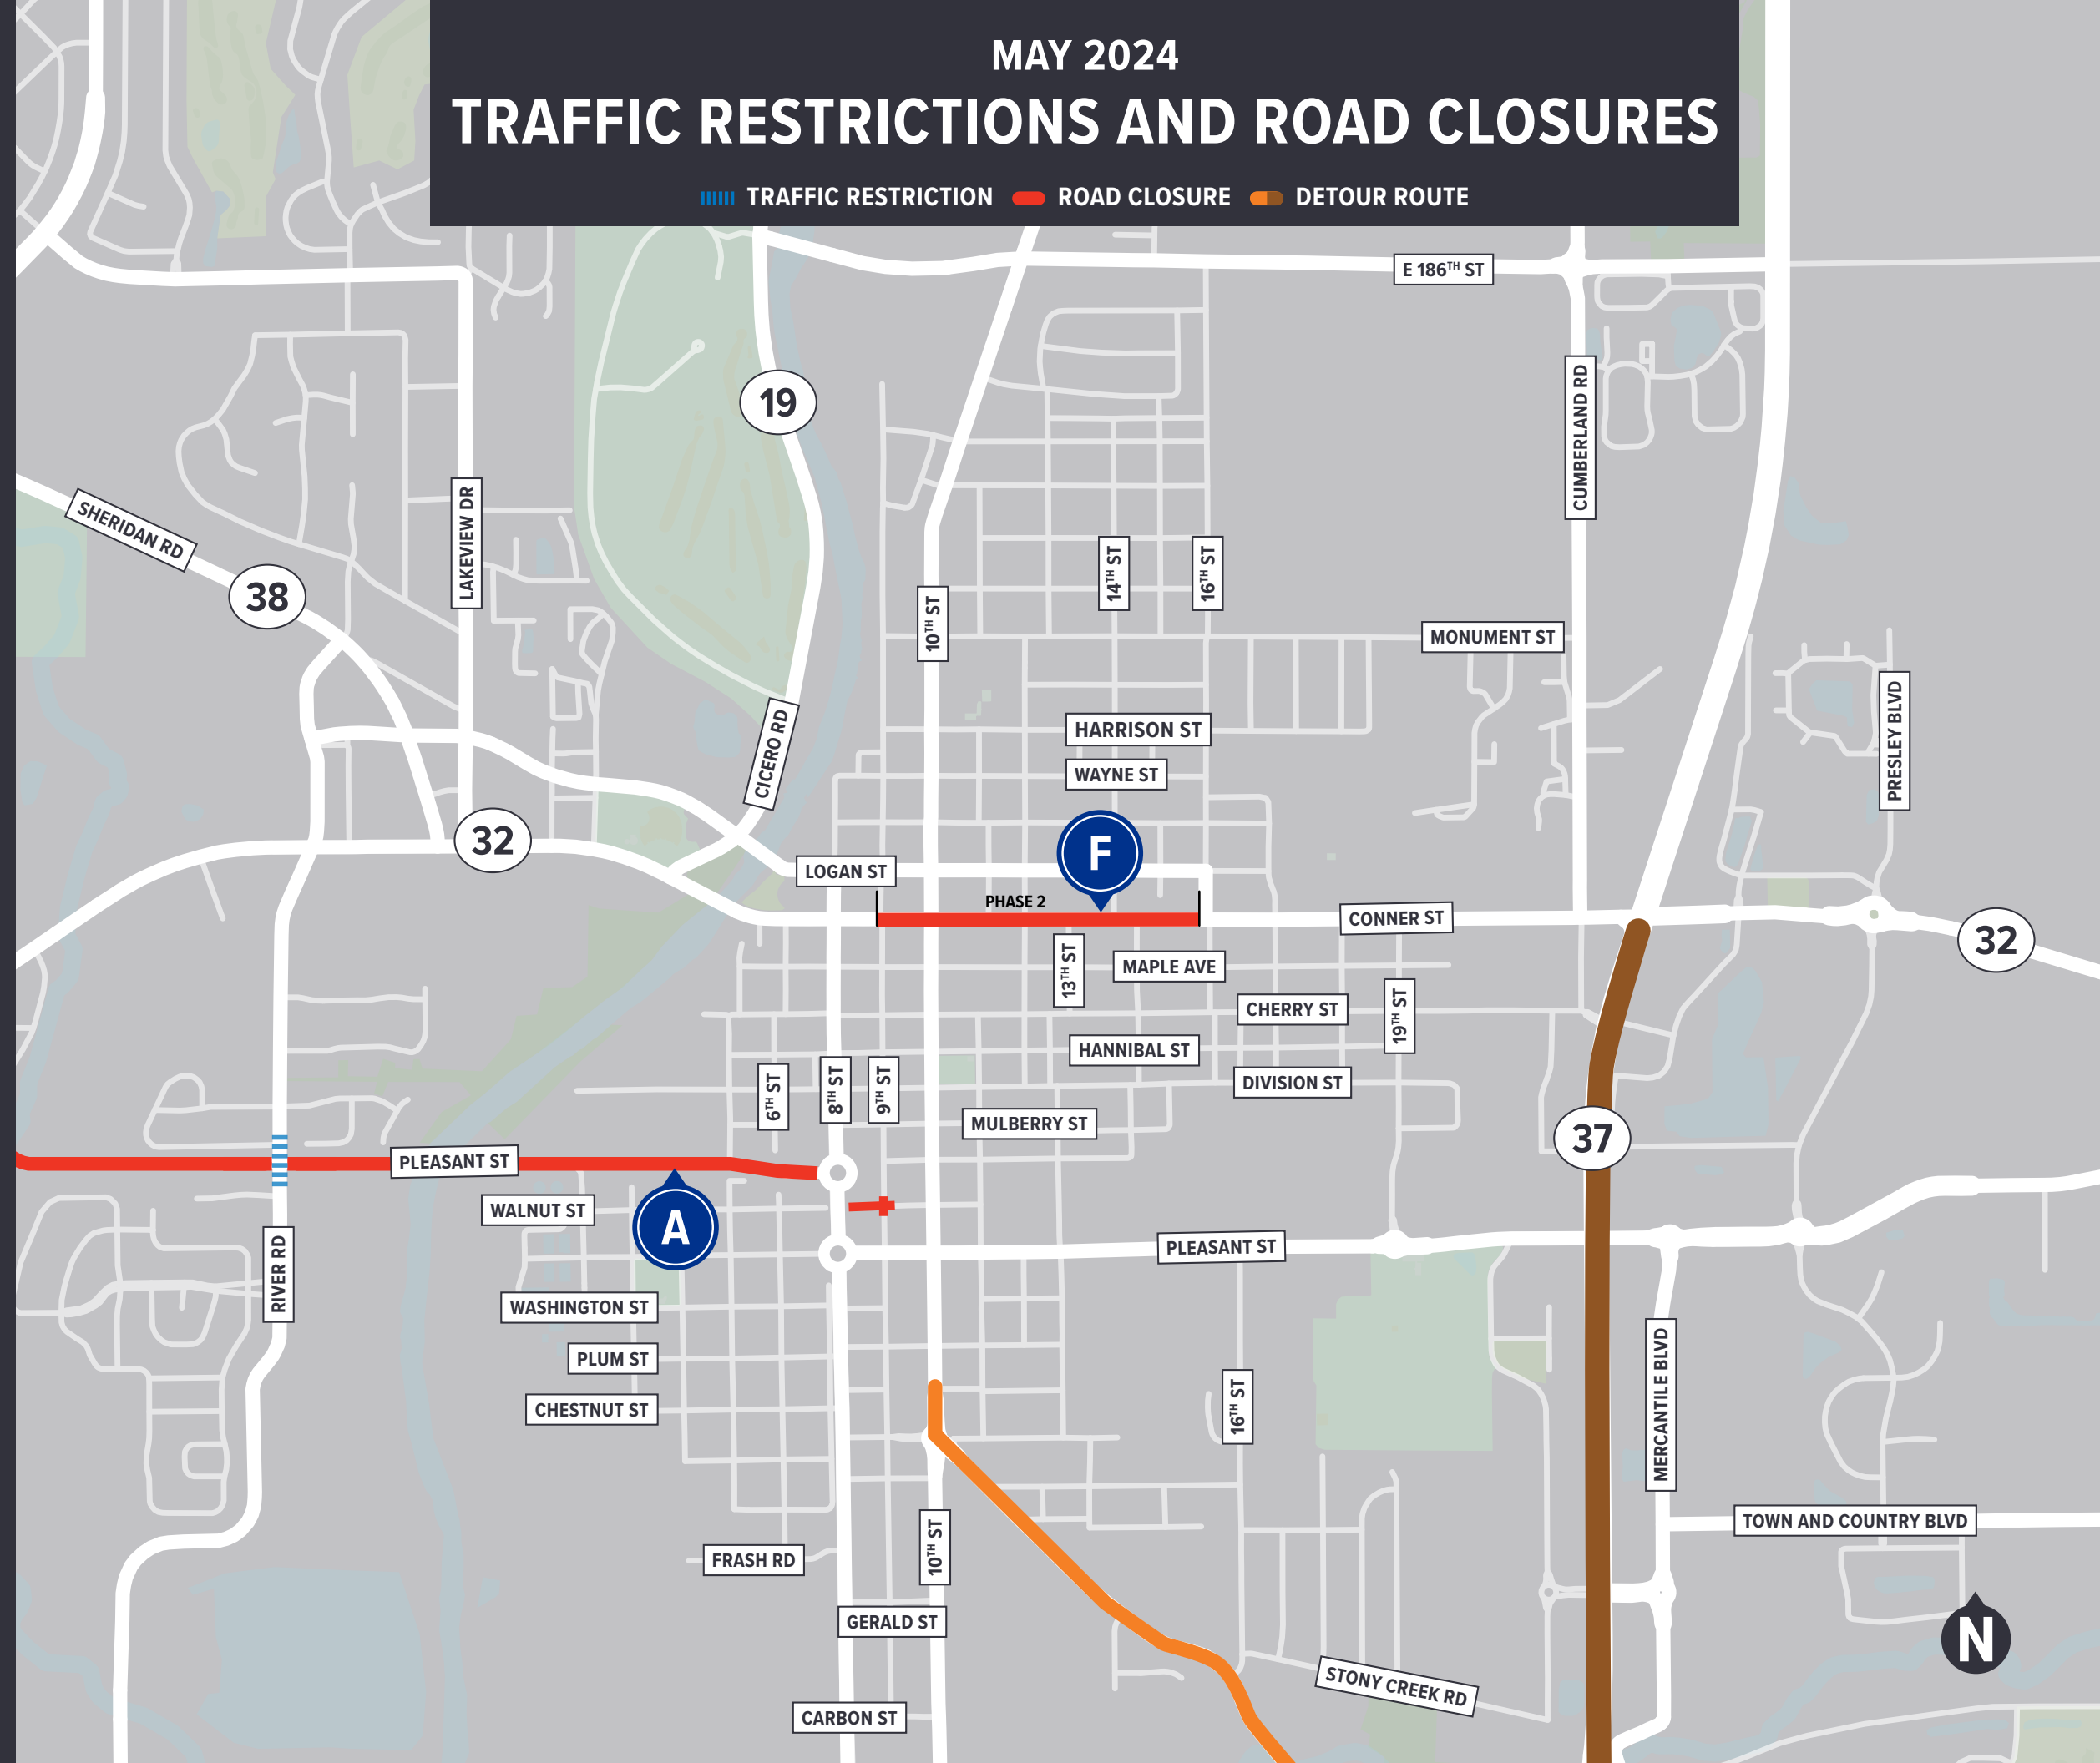 MAY 2024
TRAFFIC RESTRICTIONS AND ROAD CLOSURES
TRAFFIC RESTRICTION
ROAD CLOSURE
DETOUR ROUTE
E 186TH ST
CUMBERLAND RD
19
SHERIDAN RD
38
LAKEVIEW DR
14TH ST
16TH ST
10TH ST
MONUMENT ST
PRESLEY BLVD
HARRISON ST
CICERO RD
WAYNE ST
32
LOGAN ST
F
PHASE 2
CONNER ST
32
13TH ST
MAPLE AVE
CHERRY ST
19TH ST
HANNIBAL ST
DIVISION ST
6TH ST
8TH ST
9TH ST
MULBERRY ST
37
PLEASANT ST
WALNUT ST
A
PLEASANT ST
RIVER RD
WASHINGTON ST
PLUM ST
CHESTNUT ST
16TH ST
MERCANTILE BLVD
TOWN AND COUNTRY BLVD
10TH ST
FRASH RD
GERALD ST
N
STONY CREEK RD
CARBON ST